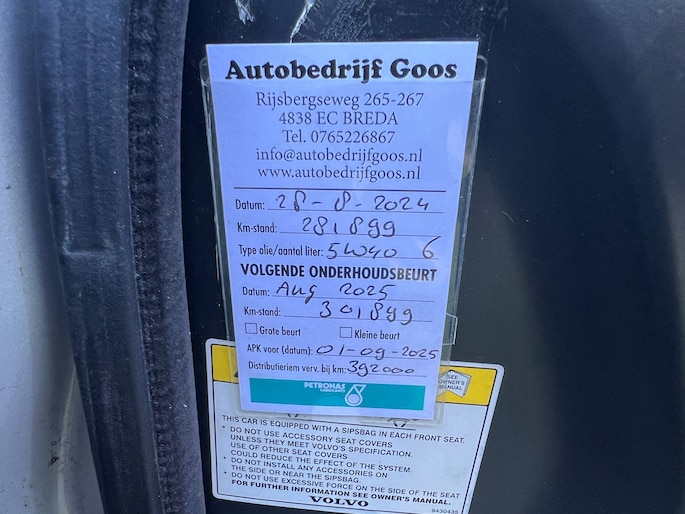 Autobedrijf Goos
Rijsbergseweg 265-267
4838 EC BREDA
Tel. 0765226867
info@autobedrijfgoos.nl
www.autobedrijfgoos.nl
Datum: 28-8-2024
Km-stand: 281899
Type olie/aantal liter: 5W40 6
VOLGENDE ONDERHOUDSBEURT
Datum: Aug 2025
Km-stand: 301899
Grote beurt Kleine beurt
APK voor (datum): 01-09-2025
Distributieriem verv. bij km: 392000
PETRONAS
LUBRICANTS
SEE
OWNER'S
MANUAL
THIS CAR IS EQUIPPED WITH A SIPSBAG IN EACH FRONT SEAT.
* DO NOT USE ACCESSORY SEAT COVERS
UNLESS THEY MEET VOLVO'S SPECIFICATION.
USE OF OTHER SEAT COVERS
COULD REDUCE THE EFFECT OF THE SYSTEM.
* DO NOT INSTALL ANY ACCESSORIES ON
THE SIDE OR NEAR THE SIPSBAG.
* DO NOT USE EXCESSIVE FORCE ON THE SIDE OF THE SEAT
FOR FURTHER INFORMATION SEE OWNER'S MANUAL.
VOLVO
9430435